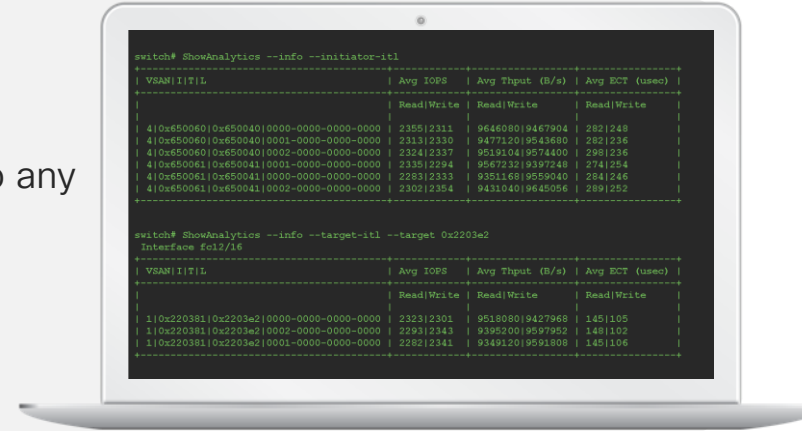 o any
switch# ShowAnalytics --info --initiator-itl
+----------------------------------------+------------+------------------+----------------+
| VSAN|I|T|L | Avg IOPS | Avg Thput (B/s) | Avg ECT (usec) |
+----------------------------------------+------------+------------------+----------------+
| | Read|Write | Read|Write | Read|Write |
| 4|0x650060|0x650040|0000-0000-0000-0000 | 2355|2311 | 9646080|9467904 | 282|248 |
| 4|0x650060|0x650040|0001-0000-0000-0000 | 2313|2330 | 9477120|9543680 | 282|236 |
| 4|0x650060|0x650040|0002-0000-0000-0000 | 2324|2337 | 9519104|9574400 | 298|236 |
| 4|0x650061|0x650041|0000-0000-0000-0000 | 2335|2294 | 9567232|9397248 | 274|254 |
| 4|0x650061|0x650041|0001-0000-0000-0000 | 2283|2333 | 9351168|9559040 | 284|246 |
| 4|0x650061|0x650041|0002-0000-0000-0000 | 2302|2354 | 9431040|9645056 | 289|252 |
+----------------------------------------+------------+------------------+----------------+
switch# ShowAnalytics --info --target-itl --target 0x2203e2
Interface fc12/16
+----------------------------------------+------------+------------------+----------------+
| VSAN|I|T|L | Avg IOPS | Avg Thput (B/s) | Avg ECT (usec) |
+----------------------------------------+------------+------------------+----------------+
| | Read|Write | Read|Write | Read|Write |
| 1|0x220381|0x2203e2|0000-0000-0000-0000 | 2323|2301 | 9518080|9427968 | 145|105 |
| 1|0x220381|0x2203e2|0002-0000-0000-0000 | 2293|2343 | 9395200|9597952 | 148|102 |
| 1|0x220381|0x2203e2|0001-0000-0000-0000 | 2282|2341 | 9349120|9591808 | 145|106 |
+----------------------------------------+------------+------------------+----------------+